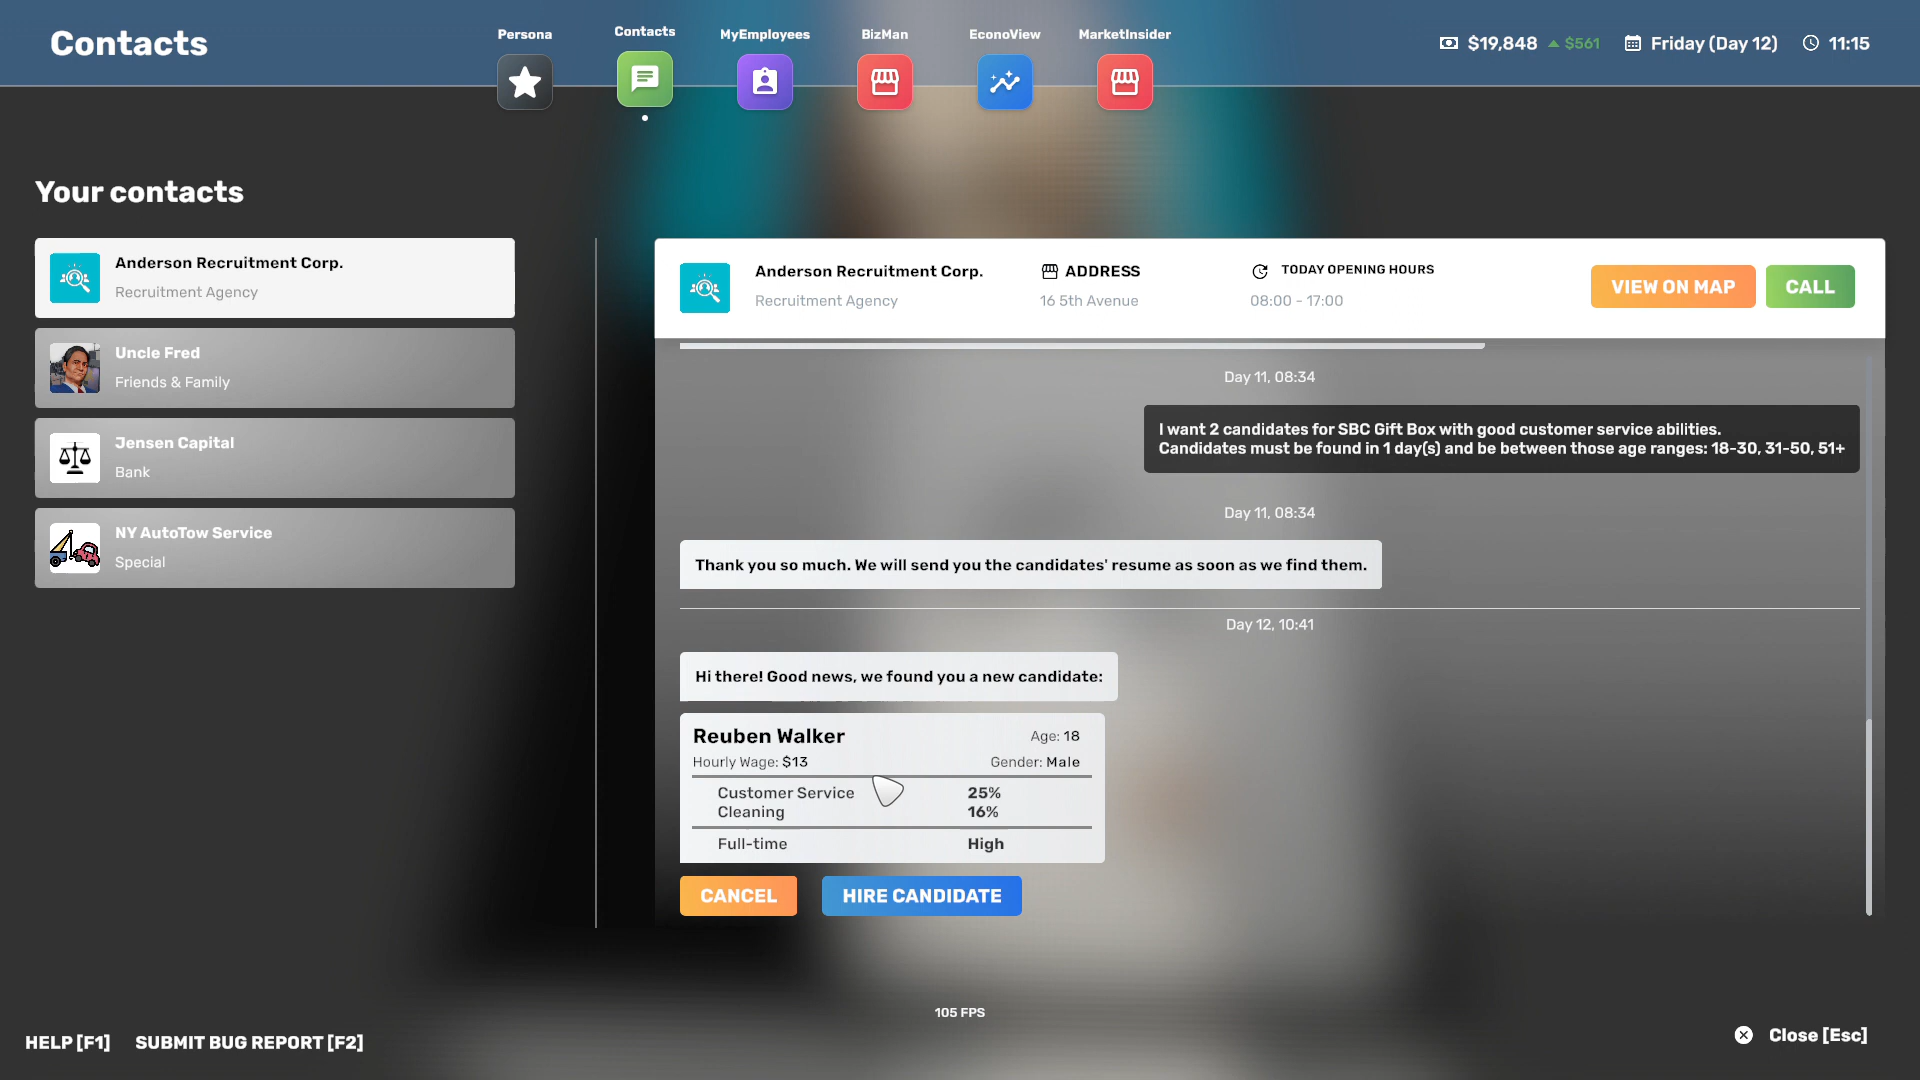 Contacts
Persona
Contacts
MyEmployees
BizMan
EconoView
MarketInsider
$19,848
$561
Friday (Day 12)
11:15
Your contacts
Anderson Recruitment Corp.
Recruitment Agency
Uncle Fred
Friends & Family
Jensen Capital
Bank
NY AutoTow Service
Special
Anderson Recruitment Corp.
Recruitment Agency
ADDRESS
16 5th Avenue
TODAY OPENING HOURS
08:00 - 17:00
VIEW ON MAP
CALL
Day 11, 08:34
I want 2 candidates for SBC Gift Box with good customer service abilities.
Candidates must be found in 1 day(s) and be between those age ranges: 18-30, 31-50, 51+
Day 11, 08:34
Thank you so much. We will send you the candidates' resume as soon as we find them.
Day 12, 10:41
Hi there! Good news, we found you a new candidate:
Reuben Walker
Age: 18
Hourly Wage: $13
Gender: Male
Customer Service 25%
Cleaning 16%
Full-time High
CANCEL
HIRE CANDIDATE
105 FPS
HELP [F1]
SUBMIT BUG REPORT [F2]
Close [Esc]